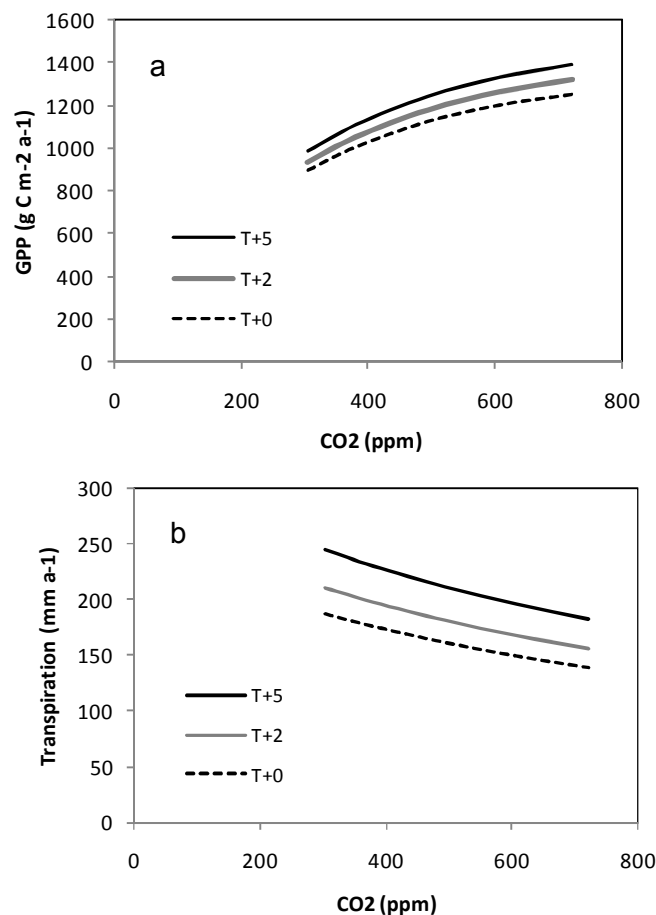 1600
1400
1200
1000
800
600
400
200
0
GPP (g C m-2 a-1)
a
T+5
T+2
T+0
0 200 400 600 800
CO2 (ppm)
300
250
200
150
100
50
0
Transpiration (mm a-1)
b
T+5
T+2
T+0
0 200 400 600 800
CO2 (ppm)